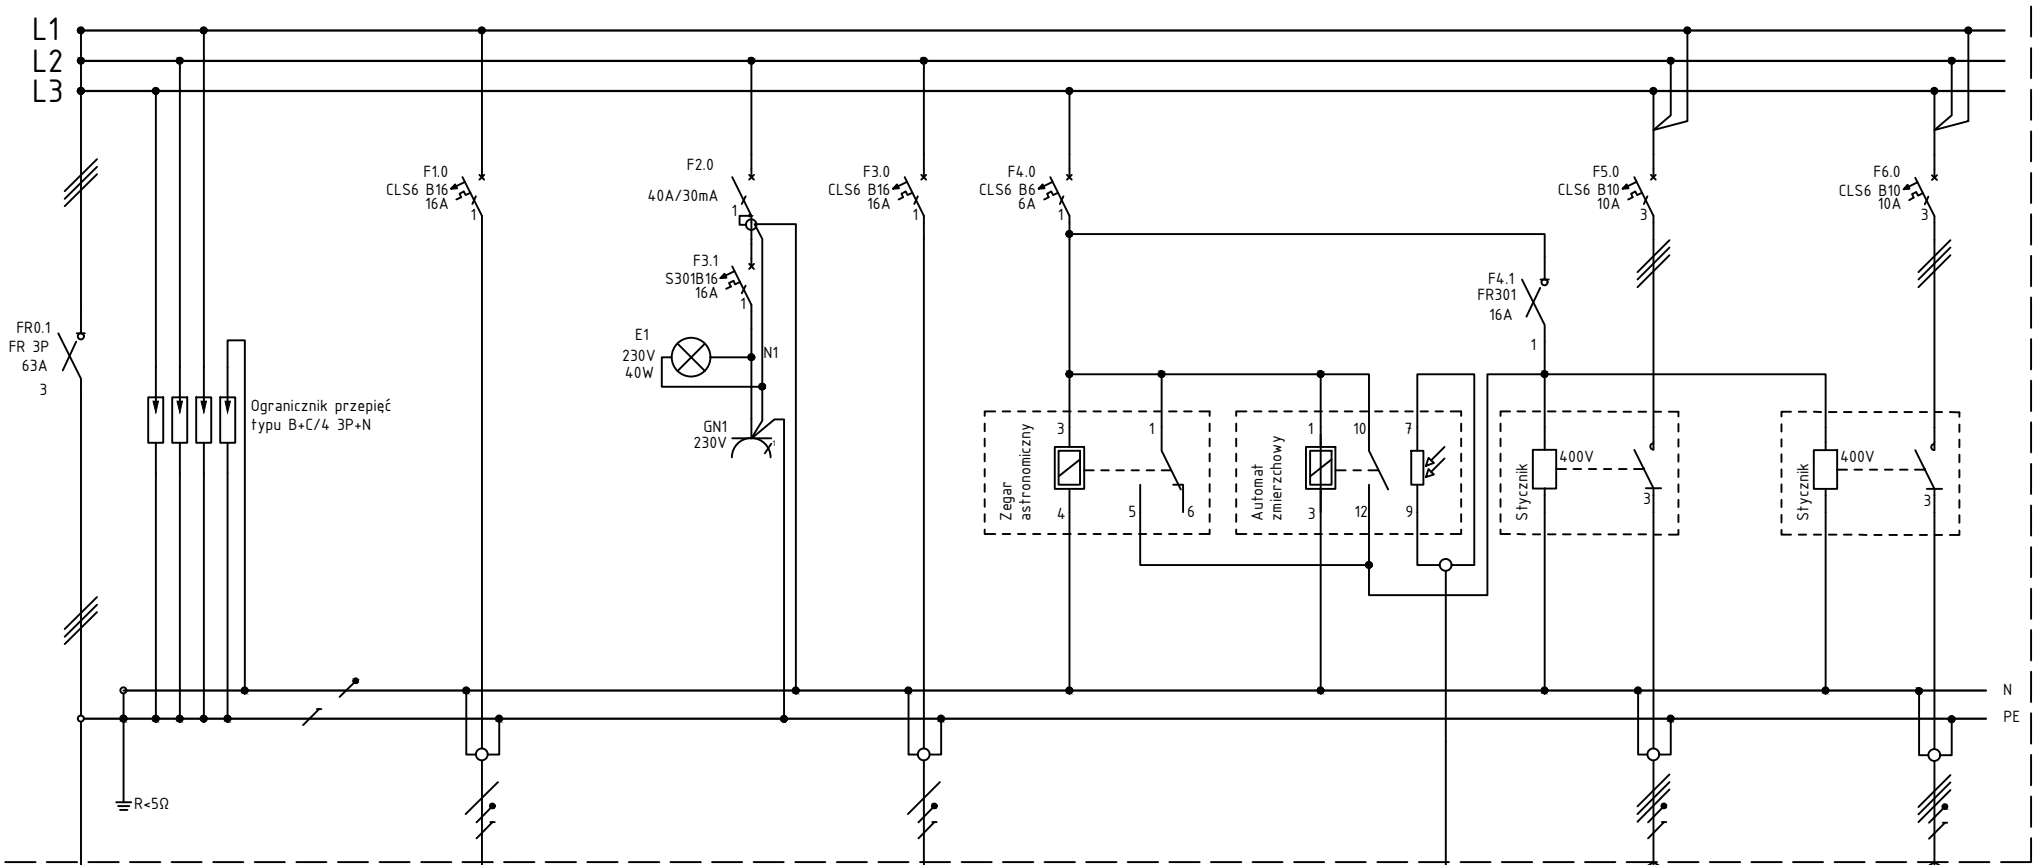 L1
L2
L3
FR0.1
FR 3P
63A
3
Ogranicznik przepięć
typu B+C/4 3P+N
R<5Ω
F1.0
CLS6 B16
16A
1
F2.0
40A/30mA
1
F3.1
S301B16
16A
1
E1
230V
40W
N1
GN1
230V
1
F3.0
CLS6 B16
16A
1
F4.0
CLS6 B6
6A
1
F4.1
FR301
16A
1
F5.0
CLS6 B10
10A
3
F6.0
CLS6 B10
10A
3
Zegar
astronomiczny
3
1
4
5
6
Automat
zmierzchowy
1
10
7
3
12
9
Stycznik
400V
3
Stycznik
400V
3
N
PE